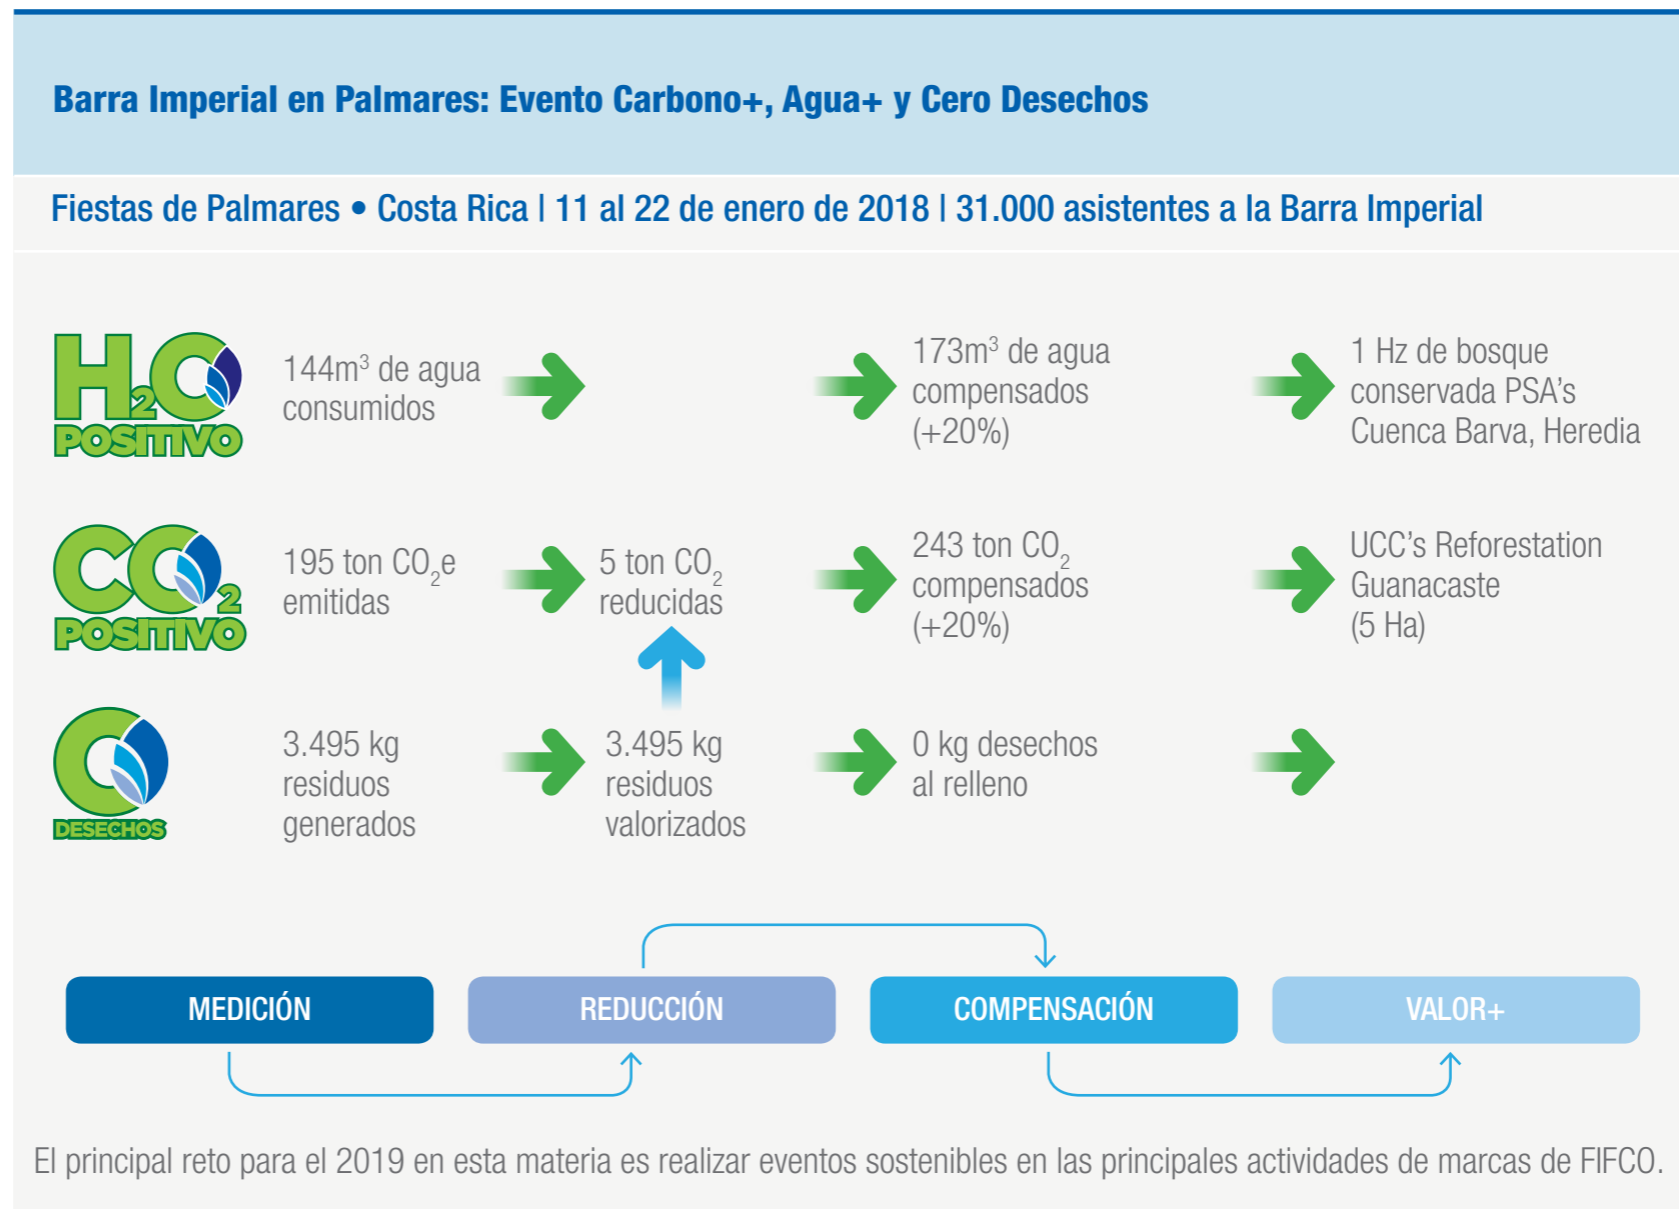 Barra Imperial en Palmares: Evento Carbono+, Agua+ y Cero Desechos
Fiestas de Palmares • Costa Rica | 11 al 22 de enero de 2018 | 31.000 asistentes a la Barra Imperial
H2O
POSITIVO
144m³ de agua
consumidos
173m³ de agua
compensados
(+20%)
1 Hz de bosque
conservada PSA's
Cuenca Barva, Heredia
CO2
POSITIVO
195 ton CO₂e
emitidas
5 ton CO₂
reducidas
243 ton CO₂
compensados
(+20%)
UCC's Reforestation
Guanacaste
(5 Ha)
O
DESECHOS
3.495 kg
residuos
generados
3.495 kg
residuos
valorizados
0 kg desechos
al relleno
MEDICIÓN
REDUCCIÓN
COMPENSACIÓN
VALOR+
El principal reto para el 2019 en esta materia es realizar eventos sostenibles en las principales actividades de marcas de FIFCO.